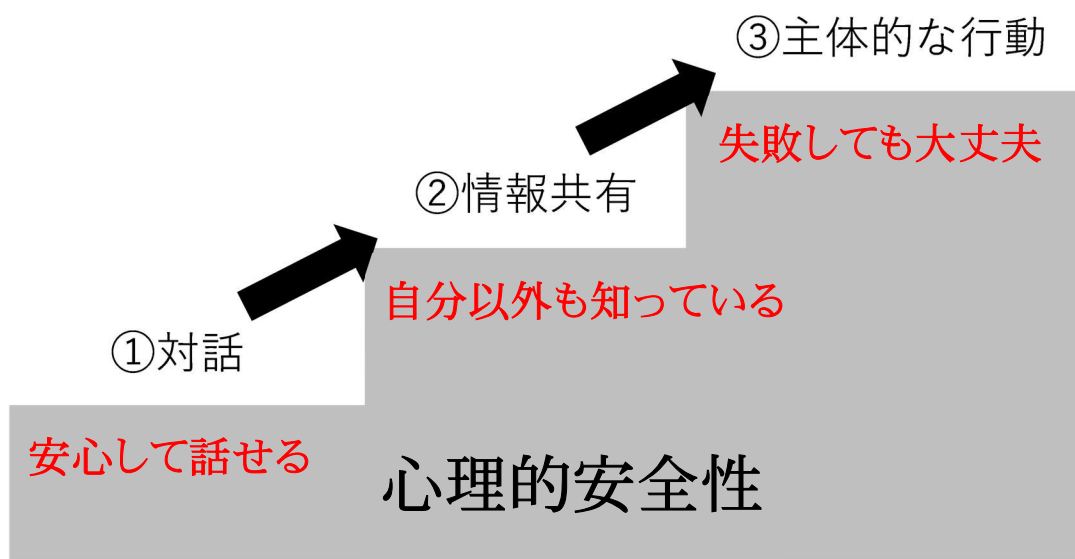 ③主体的な行動
失敗しても大丈夫
②情報共有
自分以外も知っている
①対話
安心して話せる
心理的安全性